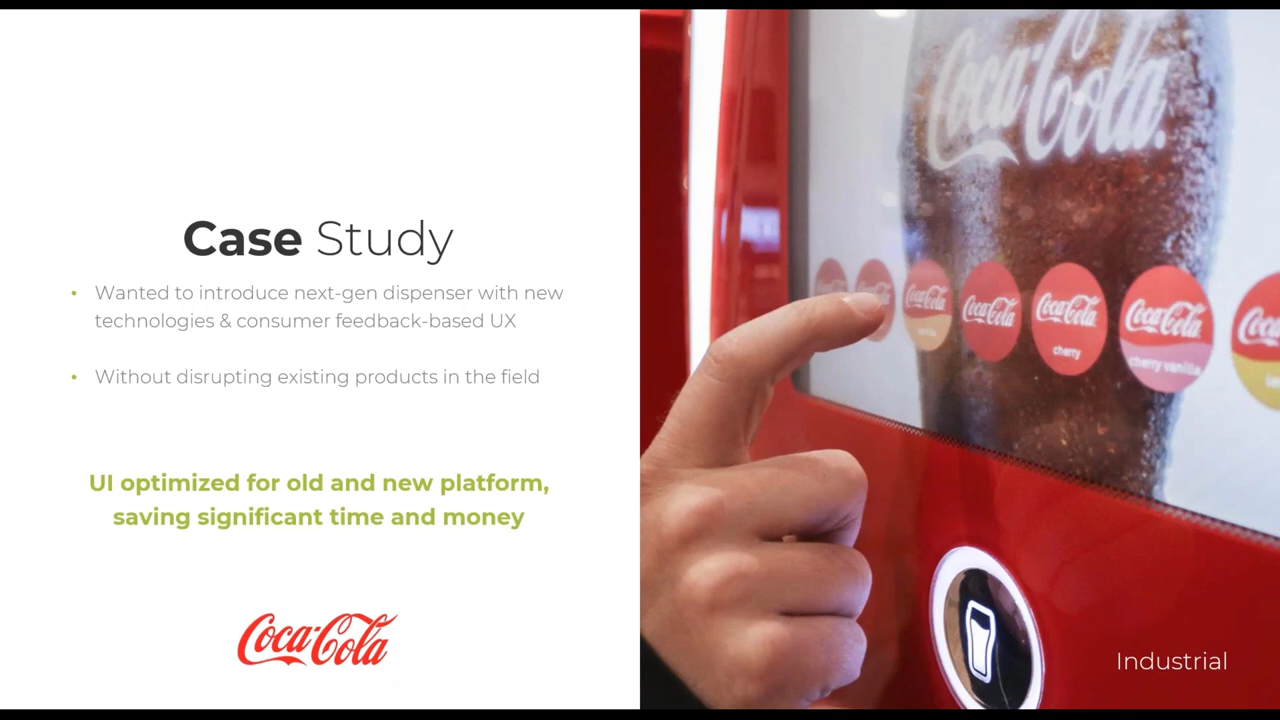 Case Study
• Wanted to introduce next-gen dispenser with new
technologies & consumer feedback-based UX
• Without disrupting existing products in the field
UI optimized for old and new platform,
saving significant time and money
Coca-Cola
Coca-Cola
Coca-Cola
vanilla
Coca-Cola
Coca-Cola
cherry
Coca-Cola
cherry vanilla
Industrial